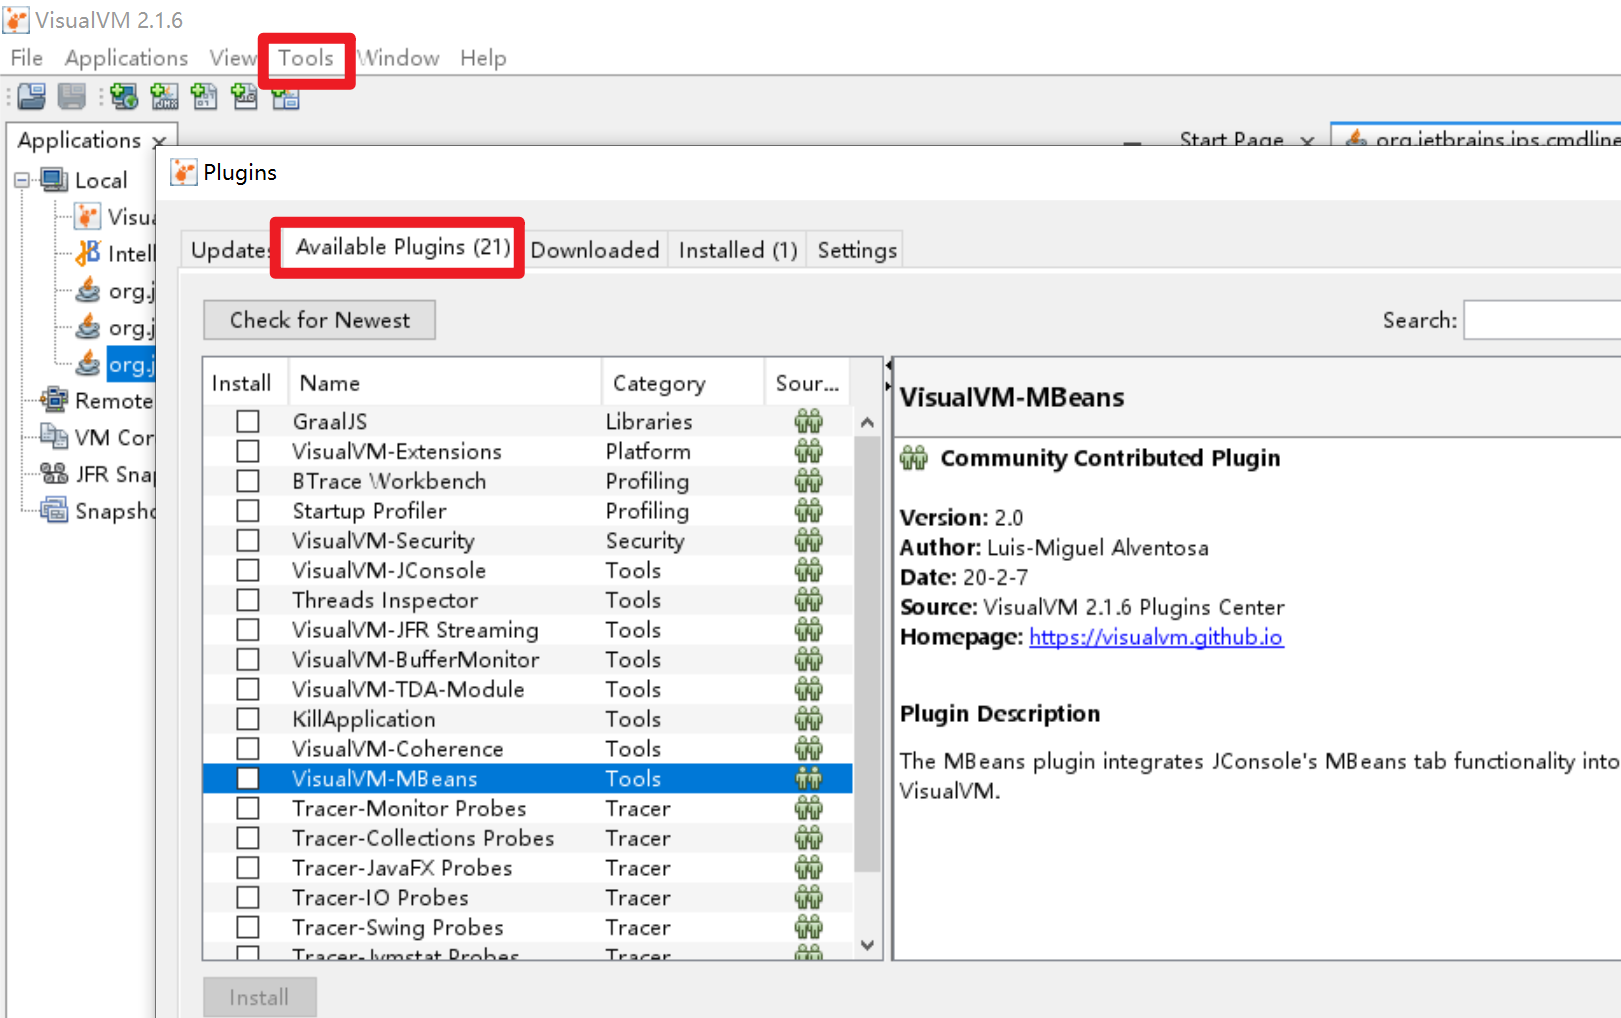 VisualVM 2.1.6
File Applications View Tools Window Help
Applications
Start Page
org.jetbrains.jps.cmdline
Local
Plugins
Intell
org.j
org.j
org.j
Remote
VM Cor
JFR Snap
Snapsho
Updates Available Plugins (21) Downloaded Installed (1) Settings
Check for Newest
Search:
Install Name Category Sour...
GraalJS Libraries
VisualVM-Extensions Platform
BTrace Workbench Profiling
Startup Profiler Profiling
VisualVM-Security Security
VisualVM-JConsole Tools
Threads Inspector Tools
VisualVM-JFR Streaming Tools
VisualVM-BufferMonitor Tools
VisualVM-TDA-Module Tools
KillApplication Tools
VisualVM-Coherence Tools
VisualVM-MBeans Tools
Tracer-Monitor Probes Tracer
Tracer-Collections Probes Tracer
Tracer-JavaFX Probes Tracer
Tracer-IO Probes Tracer
Tracer-Swing Probes Tracer
Tracer-Jvmstat Probes Tracer
Install
VisualVM-MBeans
Community Contributed Plugin
Version: 2.0
Author: Luis-Miguel Alventosa
Date: 20-2-7
Source: VisualVM 2.1.6 Plugins Center
Homepage: https://visualvm.github.io
Plugin Description
The MBeans plugin integrates JConsole's MBeans tab functionality into
VisualVM.